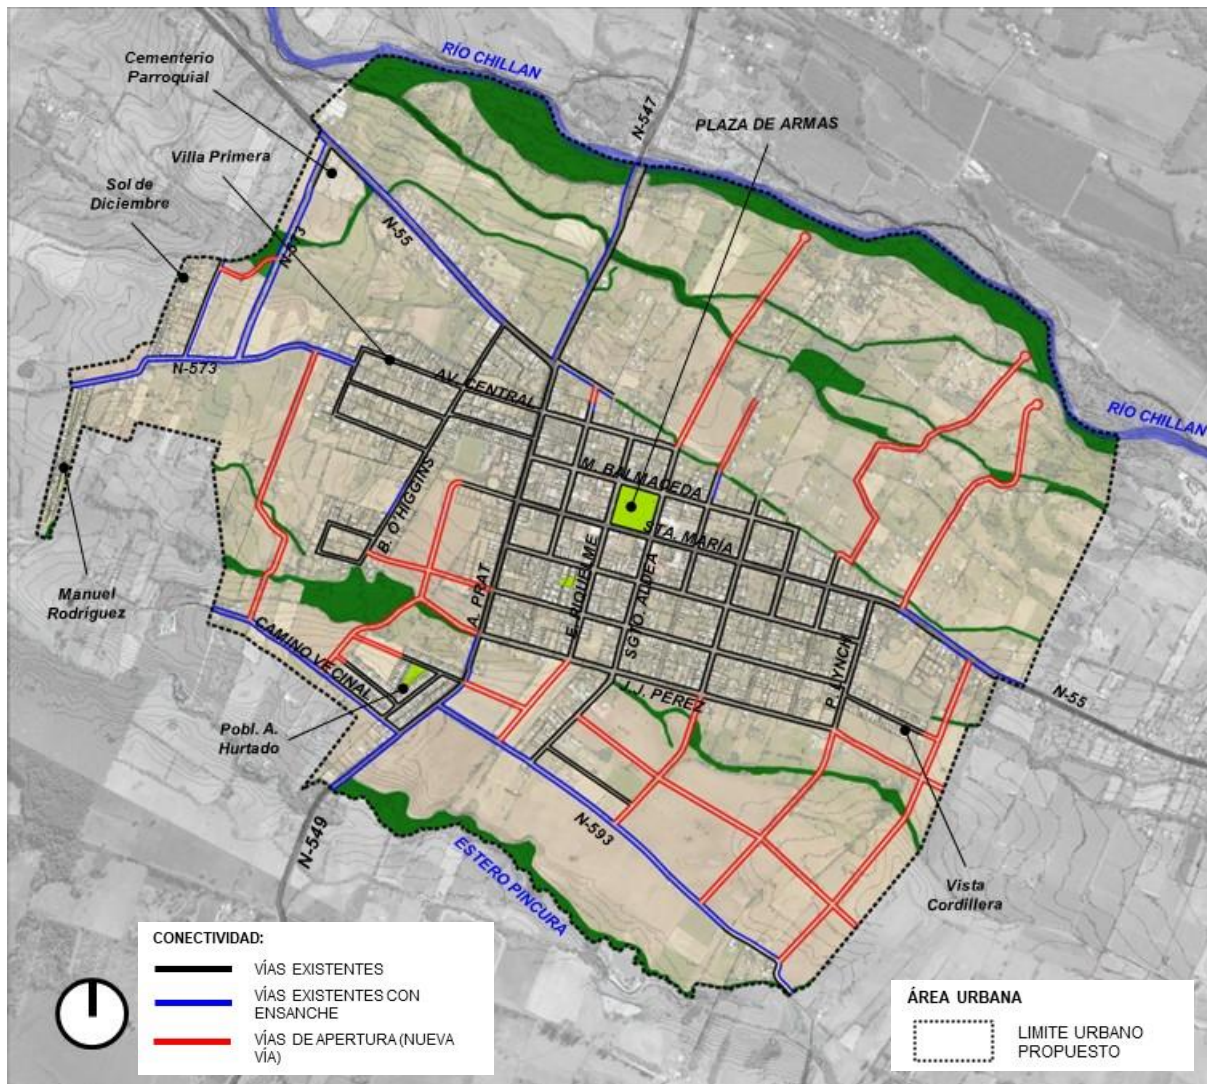 RÍO CHILLAN
Cementerio
Parroquial
N-547
PLAZA DE ARMAS
Villa Primera
Sol de
Diciembre
N-55
N-573
N-573
AV. CENTRAL
RÍO CHILLAN
M. BALMACEDA
B. O'HIGGINS
STA. MARÍA
E. RIQUELME
SGTO. ALDEA
A. PRAT
Manuel
Rodríguez
CAMINO VECINAL
P. LYNCH
J.J. PEREZ
N-55
Pobl. A.
Hurtado
N-593
N-549
ESTERO PINCURA
Vista
Cordillera
CONECTIVIDAD:
VÍAS EXISTENTES
VÍAS EXISTENTES CON
ENSANCHE
VÍAS DE APERTURA (NUEVA
VÍA)
ÁREA URBANA
LIMITE URBANO
PROPUESTO